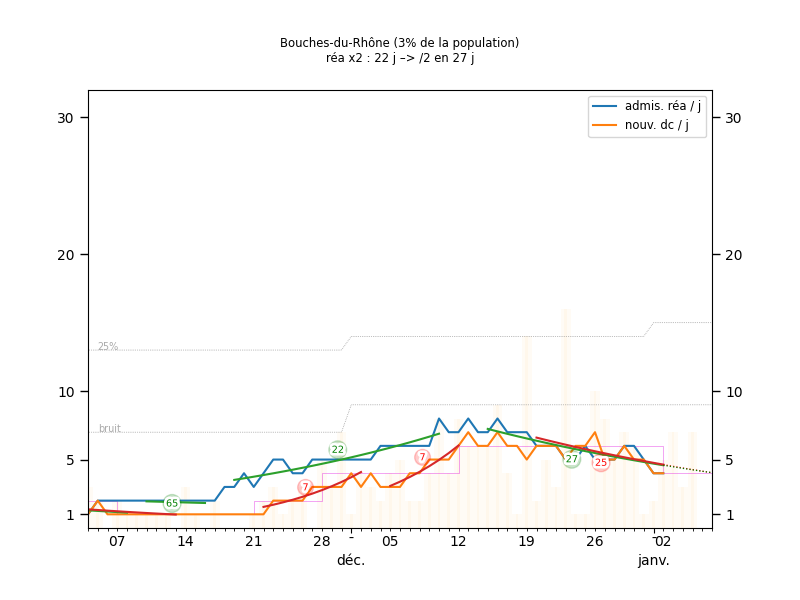 Bouches-du-Rhône (3% de la population)
réa x2 : 22 j –> /2 en 27 j
admis. réa / j
nouv. dc / j
30 30
20 20
25%
10 10
bruit
22
7
5 27 25 5
7
65
1 1
07 14 21 28 - 05 12 19 26 - 02
déc. janv.